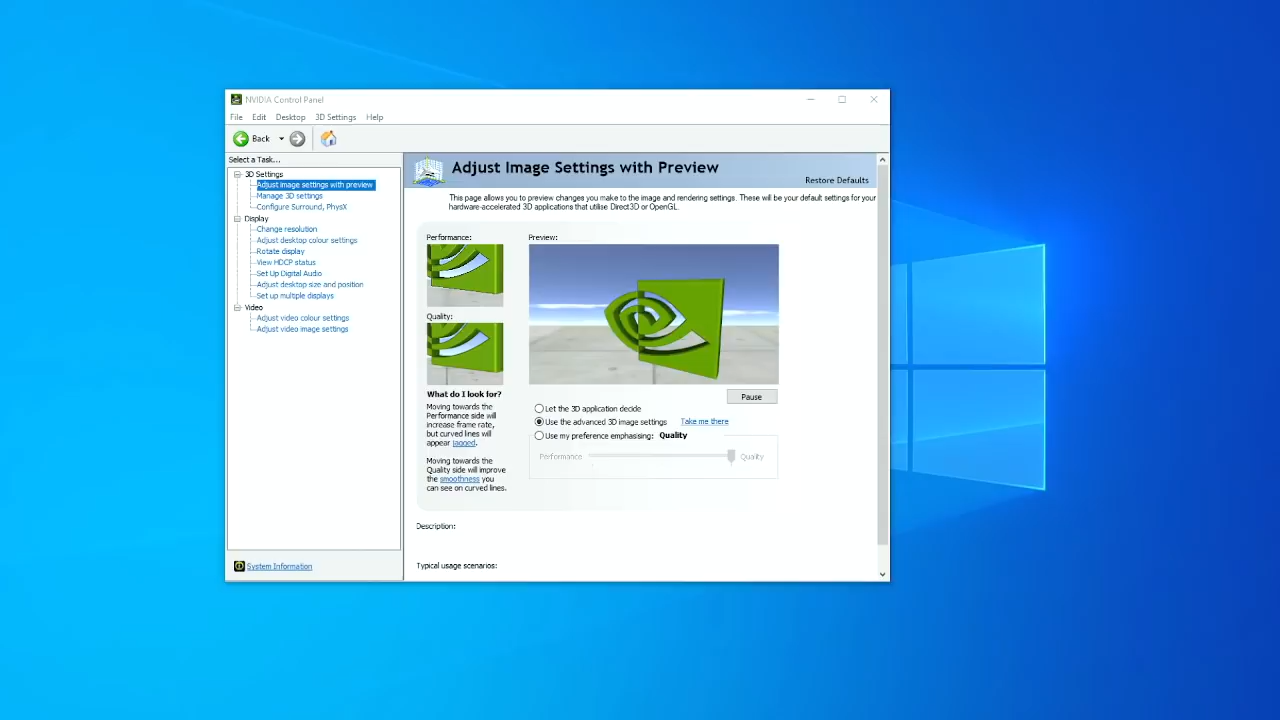 NVIDIA Control Panel
File Edit Desktop 3D Settings Help
Back
Select a Task...
3D Settings
Adjust image settings with preview
Manage 3D settings
Configure Surround, PhysX
Display
Change resolution
Adjust desktop colour settings
Rotate display
View HDCP status
Set Up Digital Audio
Adjust desktop size and position
Set up multiple displays
Video
Adjust video colour settings
Adjust video image settings
System Information
Adjust Image Settings with Preview
Restore Defaults
This page allows you to preview changes you make to the image and rendering settings. These will be your default settings for your
hardware-accelerated 3D applications that utilise Direct3D or OpenGL.
Performance:
Quality:
What do I look for?
Moving towards the
Performance side will
increase frame rate,
but curved lines will
appear jagged.
Moving towards the
Quality side will improve
the smoothness you
can see on curved lines.
Preview:
Pause
Let the 3D application decide
Use the advanced 3D image settings Take me there
Use my preference emphasising: Quality
Performance Quality
Description:
Typical usage scenarios: